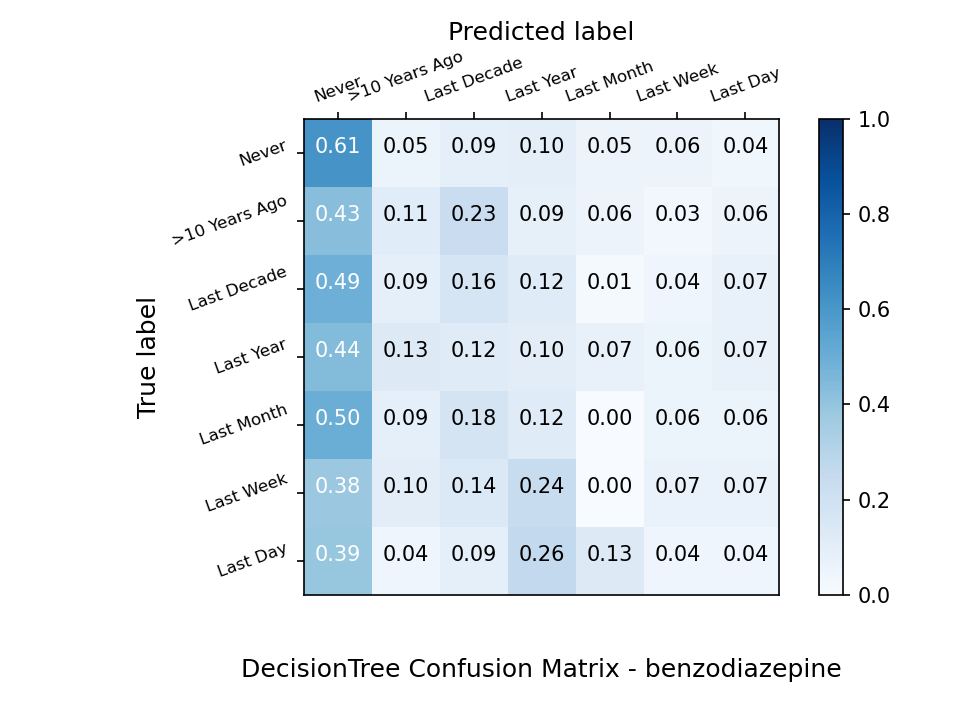 Predicted label
Never >10 Years Ago Last Decade Last Year Last Month Last Week Last Day
True label
Never 0.61 0.05 0.09 0.10 0.05 0.06 0.04
>10 Years Ago 0.43 0.11 0.23 0.09 0.06 0.03 0.06
Last Decade 0.49 0.09 0.16 0.12 0.01 0.04 0.07
Last Year 0.44 0.13 0.12 0.10 0.07 0.06 0.07
Last Month 0.50 0.09 0.18 0.12 0.00 0.06 0.06
Last Week 0.38 0.10 0.14 0.24 0.00 0.07 0.07
Last Day 0.39 0.04 0.09 0.26 0.13 0.04 0.04
1.0
0.8
0.6
0.4
0.2
0.0
DecisionTree Confusion Matrix - benzodiazepine